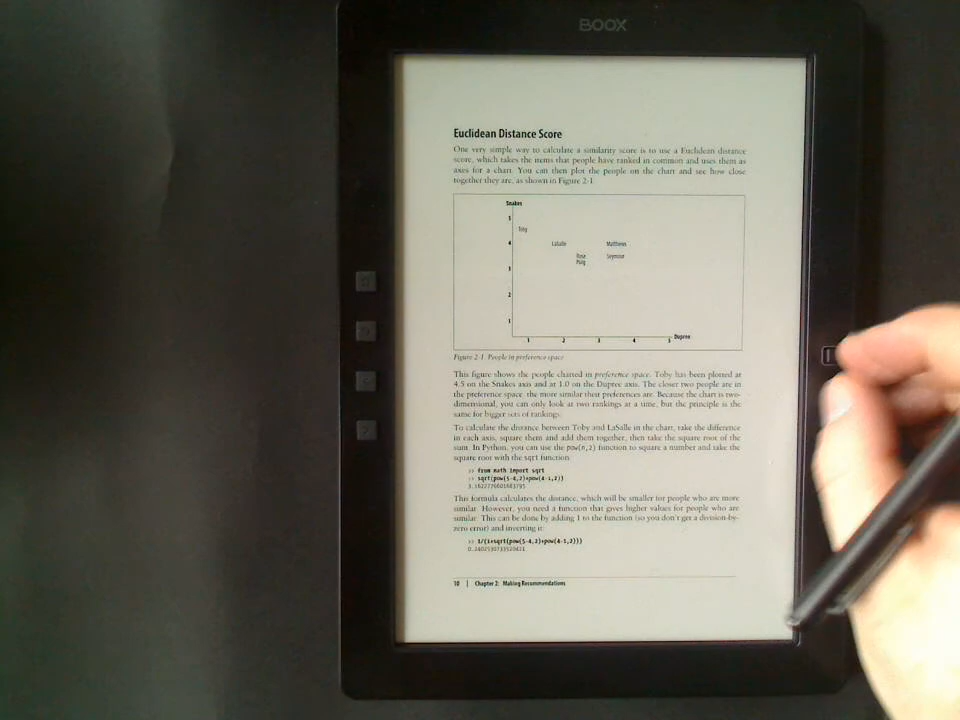 BOOX
Euclidean Distance Score
One very simple way to calculate a similarity score is to use a Euclidean distance
score, which takes the items that people have ranked in common and uses them as
axes for a chart. You can then plot the people on the chart and see how close
together they are, as shown in Figure 2-1.
Snakes
5
Toby
4
LaSalle
Matthews
Rose
Seymour
Puig
3
2
1
1 2 3 4 5 Dupree
Figure 2-1. People in preference space
This figure shows the people charted in preference space. Toby has been plotted at
4.5 on the Snakes axis and at 1.0 on the Dupree axis. The closer two people are in
the preference space, the more similar their preferences are. Because the chart is two-
dimensional, you can only look at two rankings at a time, but the principle is the
same for bigger sets of rankings.
To calculate the distance between Toby and LaSalle in the chart, take the difference
in each axis, square them and add them together, then take the square root of the
sum. In Python, you can use the pow(n,2) function to square a number and take the
square root with the sqrt function:
>> from math import sqrt
>> sqrt(pow(5-4,2)+pow(4-1,2))
3.1622776601683795
This formula calculates the distance, which will be smaller for people who are more
similar. However, you need a function that gives higher values for people who are
similar. This can be done by adding 1 to the function (so you don't get a division-by-
zero error) and inverting it:
>> 1/(1+sqrt(pow(5-4,2)+pow(4-1,2)))
0.2402530733520421
10 | Chapter 2: Making Recommendations